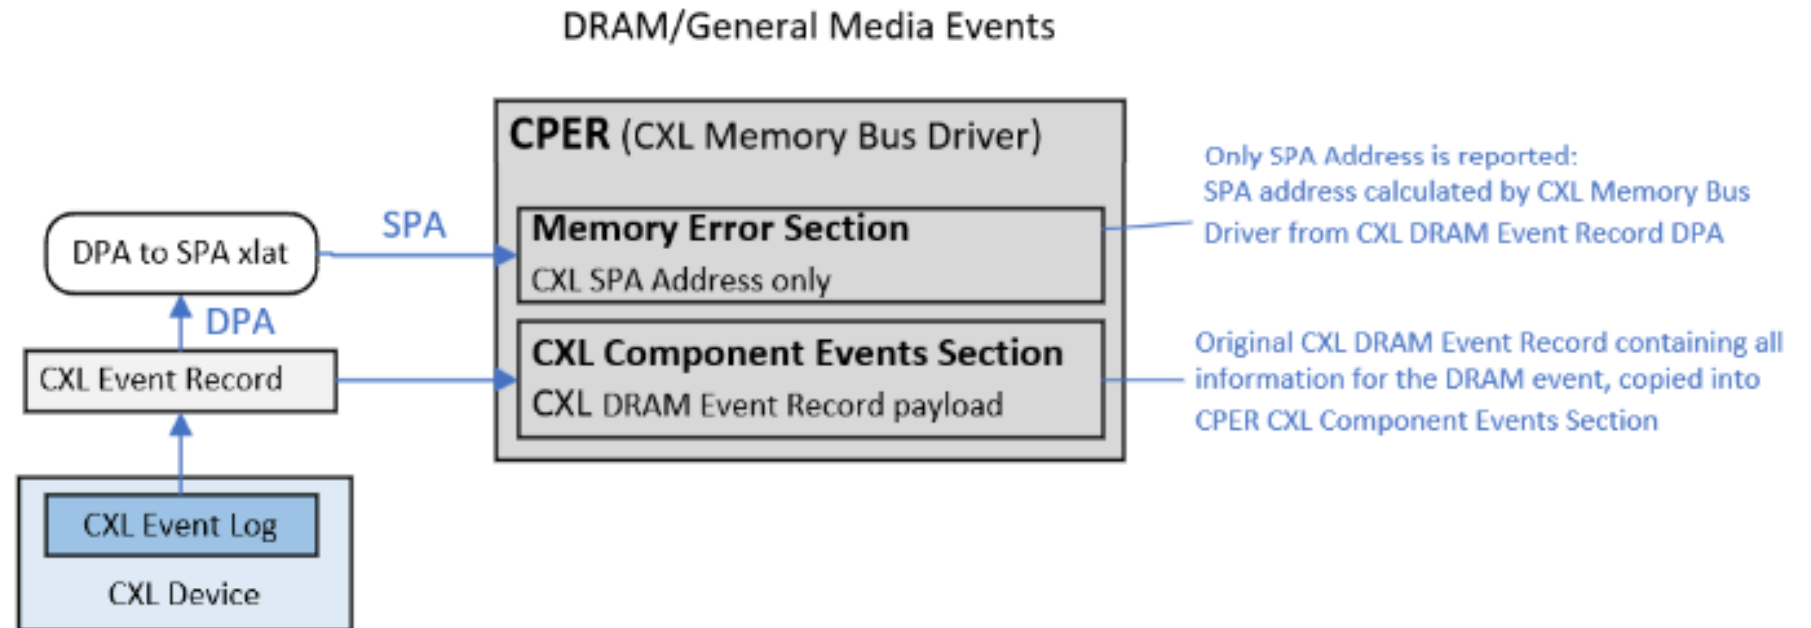 DRAM/General Media Events
CPER (CXL Memory Bus Driver)
Only SPA Address is reported:
SPA address calculated by CXL Memory Bus
Driver from CXL DRAM Event Record DPA
SPA
DPA to SPA xlat
Memory Error Section
CXL SPA Address only
DPA
CXL Event Record
CXL Component Events Section
CXL DRAM Event Record payload
Original CXL DRAM Event Record containing all
information for the DRAM event, copied into
CPER CXL Component Events Section
CXL Event Log
CXL Device